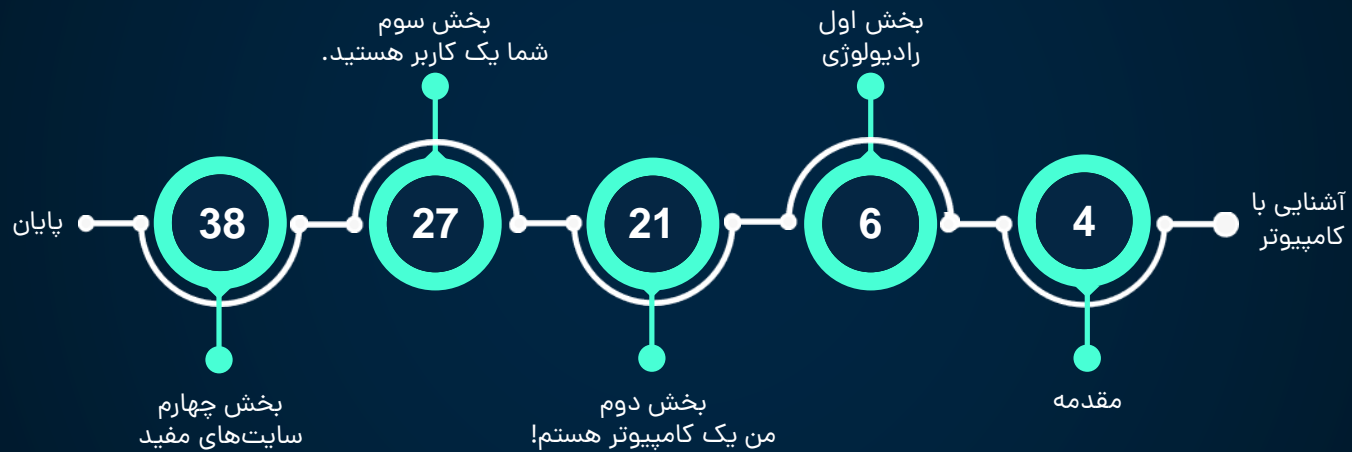 آشنایی با
کامپیوتر
4
مقدمه
6
بخش اول
رادیولوژی
21
بخش دوم
من یک کامپیوتر هستم!
27
بخش سوم
شما یک کاربر هستید.
38
بخش چهارم
سایت‌های مفید
پایان